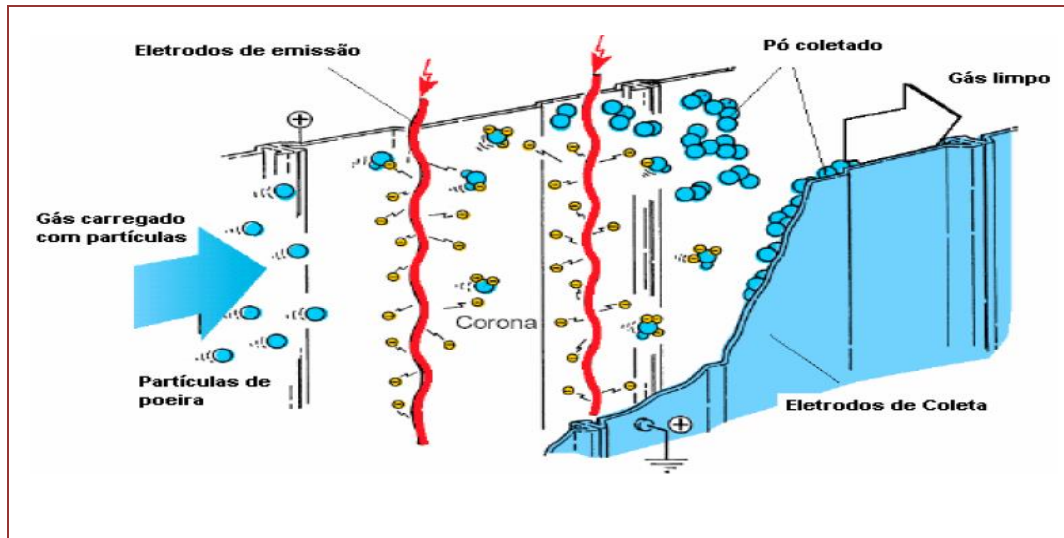 Eletrodos de emissão
Pó coletado
Gás limpo
Gás carregado
com partículas
Corona
Partículas de
poeira
Eletrodos de Coleta